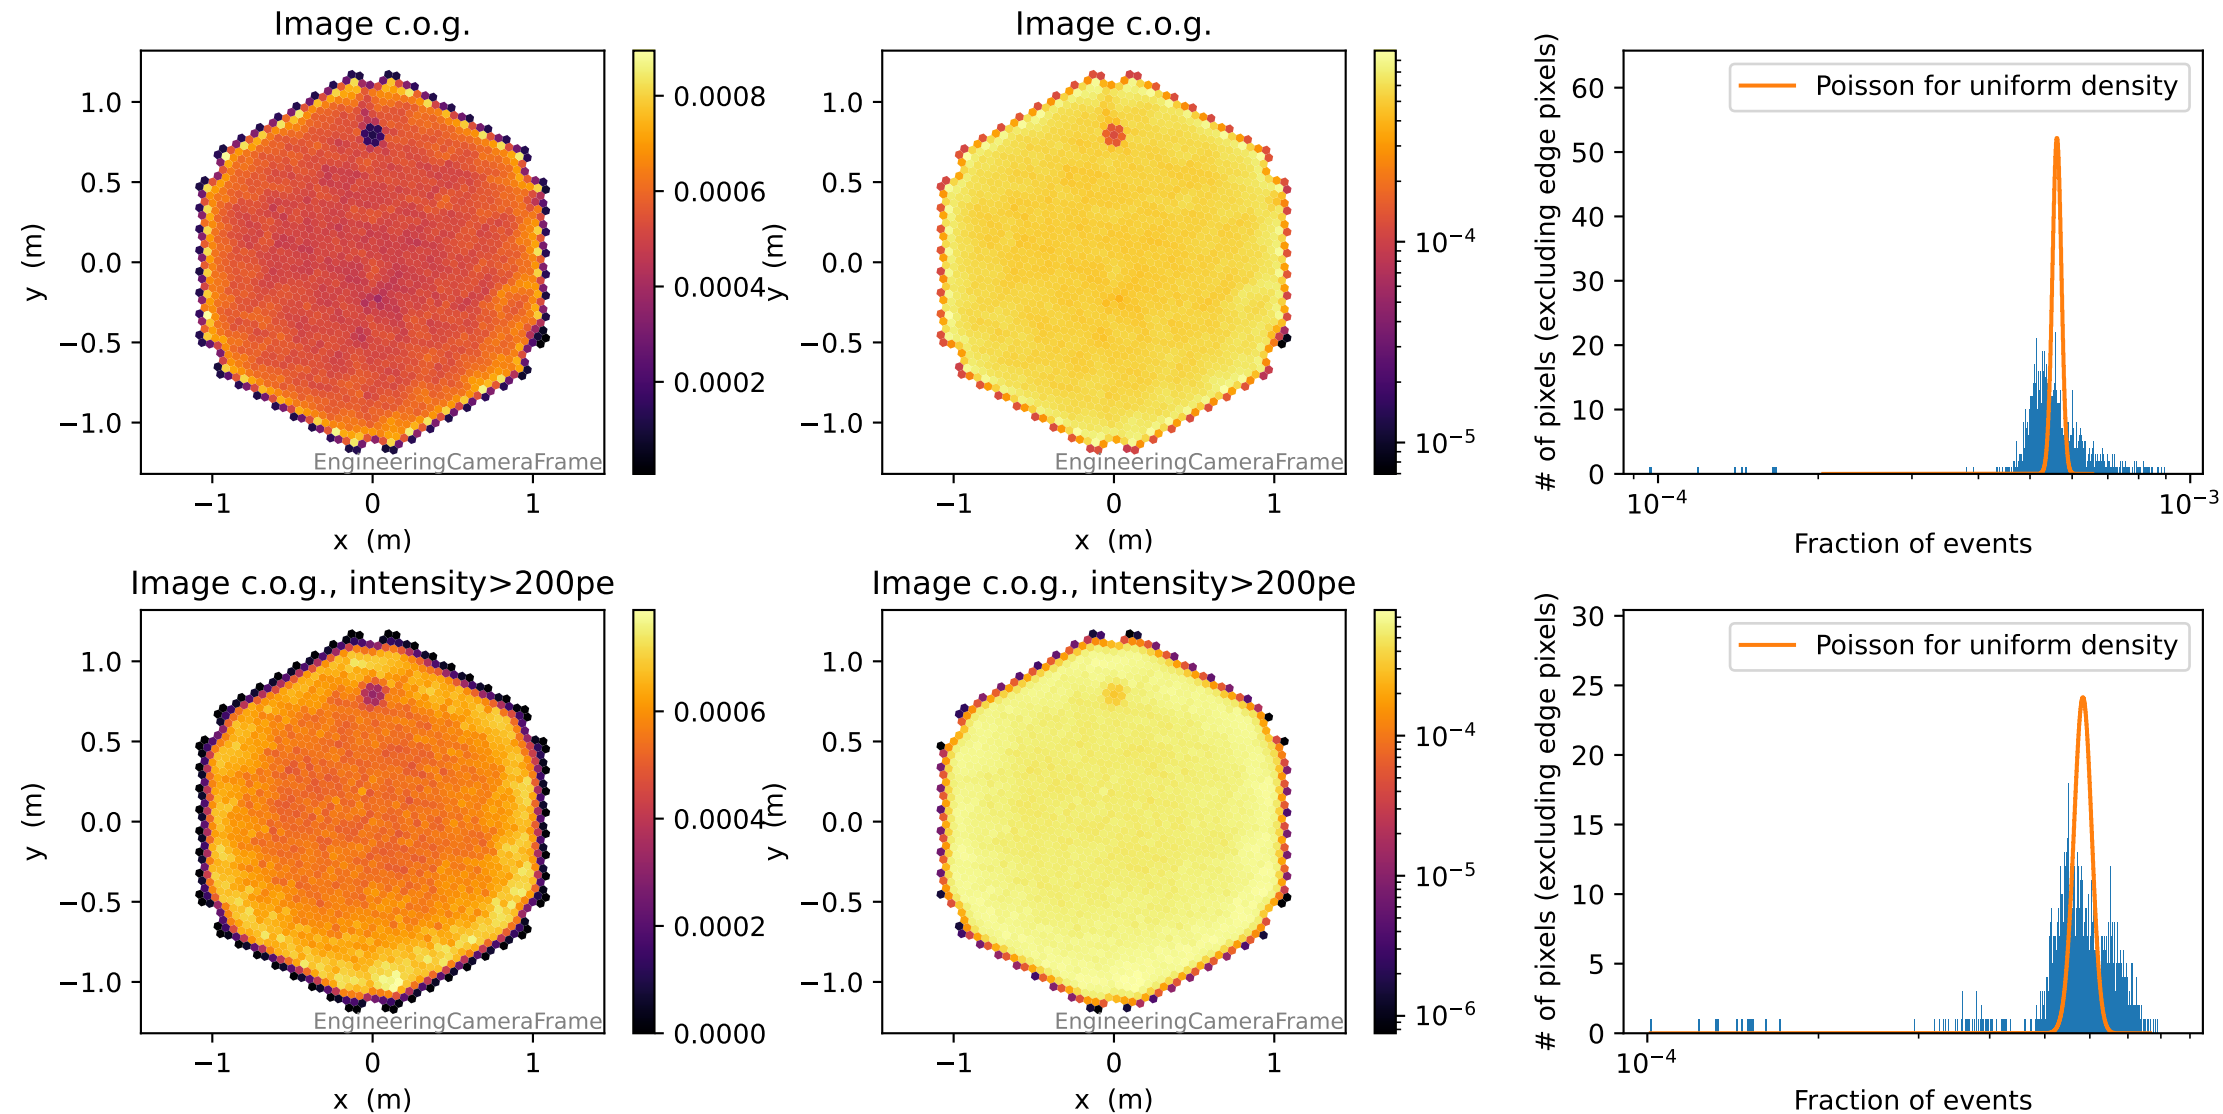 Image c.o.g.
1.0
0.5
0.0
−0.5
−1.0
y (m)
−1
0
1
x (m)
EngineeringCameraFrame
0.0008
0.0006
0.0004
0.0002
Image c.o.g.
1.0
0.5
0.0
−0.5
−1.0
y (m)
−1
0
1
x (m)
EngineeringCameraFrame
10⁻⁴
10⁻⁵
# of pixels (excluding edge pixels)
60
50
40
30
20
10
0
Poisson for uniform density
10⁻⁴
10⁻³
Fraction of events
Image c.o.g., intensity>200pe
1.0
0.5
0.0
−0.5
−1.0
y (m)
−1
0
1
x (m)
EngineeringCameraFrame
0.0006
0.0004
0.0002
0.0000
Image c.o.g., intensity>200pe
1.0
0.5
0.0
−0.5
−1.0
y (m)
−1
0
1
x (m)
EngineeringCameraFrame
10⁻⁴
10⁻⁵
10⁻⁶
# of pixels (excluding edge pixels)
30
25
20
15
10
5
0
Poisson for uniform density
10⁻⁴
Fraction of events